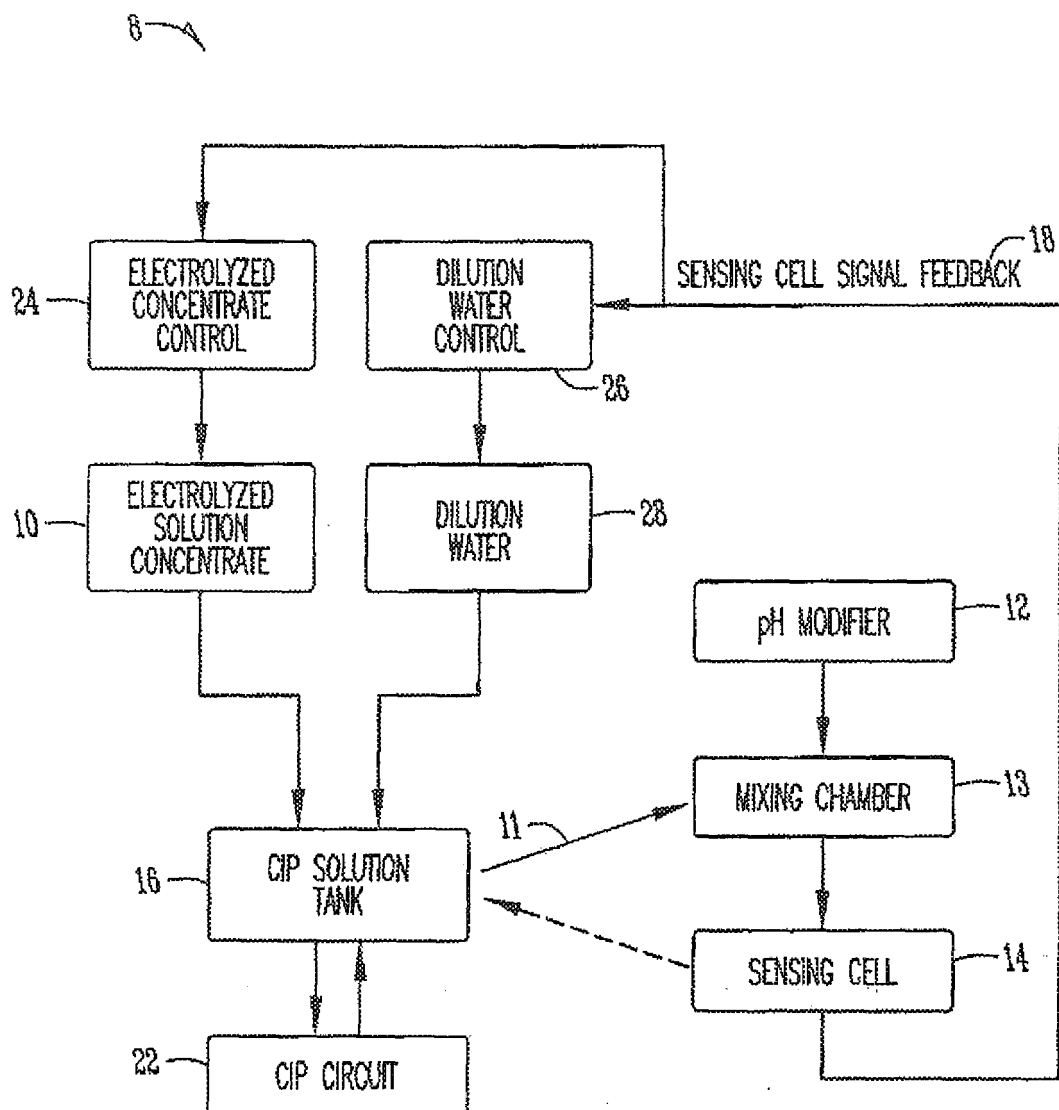 8
ELECTROLYZED
CONCENTRATE
CONTROL
24
DILUTION
WATER
CONTROL
26
SENSING CELL SIGNAL FEEDBACK
18
ELECTROLYZED
SOLUTION
CONCENTRATE
10
DILUTION
WATER
28
pH MODIFIER
12
MIXING CHAMBER
13
11
CIP SOLUTION
TANK
16
SENSING CELL
14
CIP CIRCUIT
22